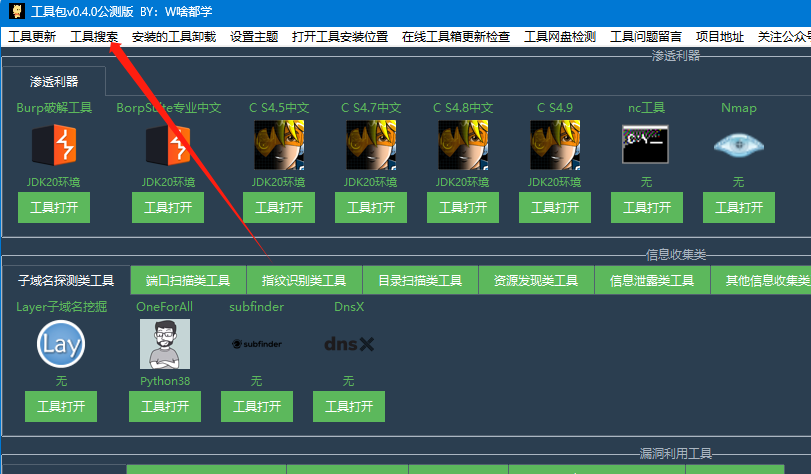 工具包v0.4.0公测版 BY：W啥都学
工具更新 工具搜索 安装的工具卸载 设置主题 打开工具安装位置 在线工具箱更新检查 工具网盘检测 工具问题留言 项目地址 关注公众号
渗透利器
渗透利器
Burp破解工具 BorpSuite专业中文 C S4.5中文 C S4.7中文 C S4.8中文 C S4.9 nc工具 Nmap
C:\_
JDK20环境 JDK20环境 JDK20环境 JDK20环境 JDK20环境 JDK20环境 无 无
工具打开 工具打开 工具打开 工具打开 工具打开 工具打开 工具打开 工具打开
信息收集类
子域名探测类工具 端口扫描类工具 指纹识别类工具 目录扫描类工具 资源发现类工具 信息泄露类工具 其他信息收集类
Layer子域名挖掘 OneForAll subfinder DnsX
Lay subfinder dnsX
无 Python38 无 无
工具打开 工具打开 工具打开 工具打开
漏洞利用工具